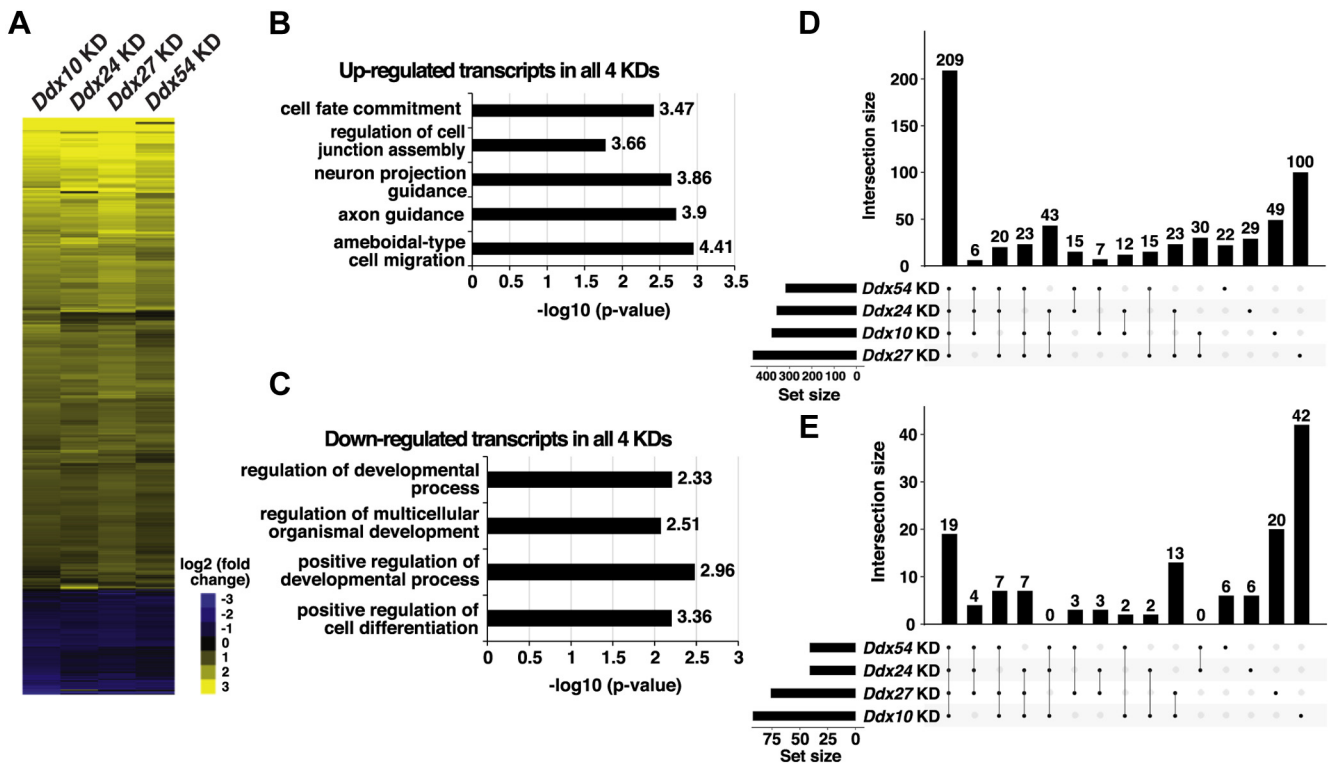 A
Ddx10 KD
Ddx24 KD
Ddx27 KD
Ddx54 KD
log2 (fold
change)
-3
-2
-1
0
1
2
3
B
Up-regulated transcripts in all 4 KDs
cell fate commitment
3.47
regulation of cell
junction assembly
3.66
neuron projection
guidance
3.86
axon guidance
3.9
ameboidal-type
cell migration
4.41
0 0.5 1 1.5 2 2.5 3 3.5
-log10 (p-value)
C
Down-regulated transcripts in all 4 KDs
regulation of developmental
process
2.33
regulation of multicellular
organismal development
2.51
positive regulation of
developmental process
2.96
positive regulation of
cell differentiation
3.36
0 0.5 1 1.5 2 2.5 3
-log10 (p-value)
D
Intersection size
200
150
100
50
0
209 6 20 23 43 15 7 12 15 23 30 22 29 49 100
Ddx54 KD
Ddx24 KD
Ddx10 KD
Ddx27 KD
400 300 200 100 0
Set size
E
Intersection size
40
30
20
10
0
19 4 7 7 0 3 3 2 2 13 0 6 6 20 42
Ddx54 KD
Ddx24 KD
Ddx27 KD
Ddx10 KD
75 50 25 0
Set size